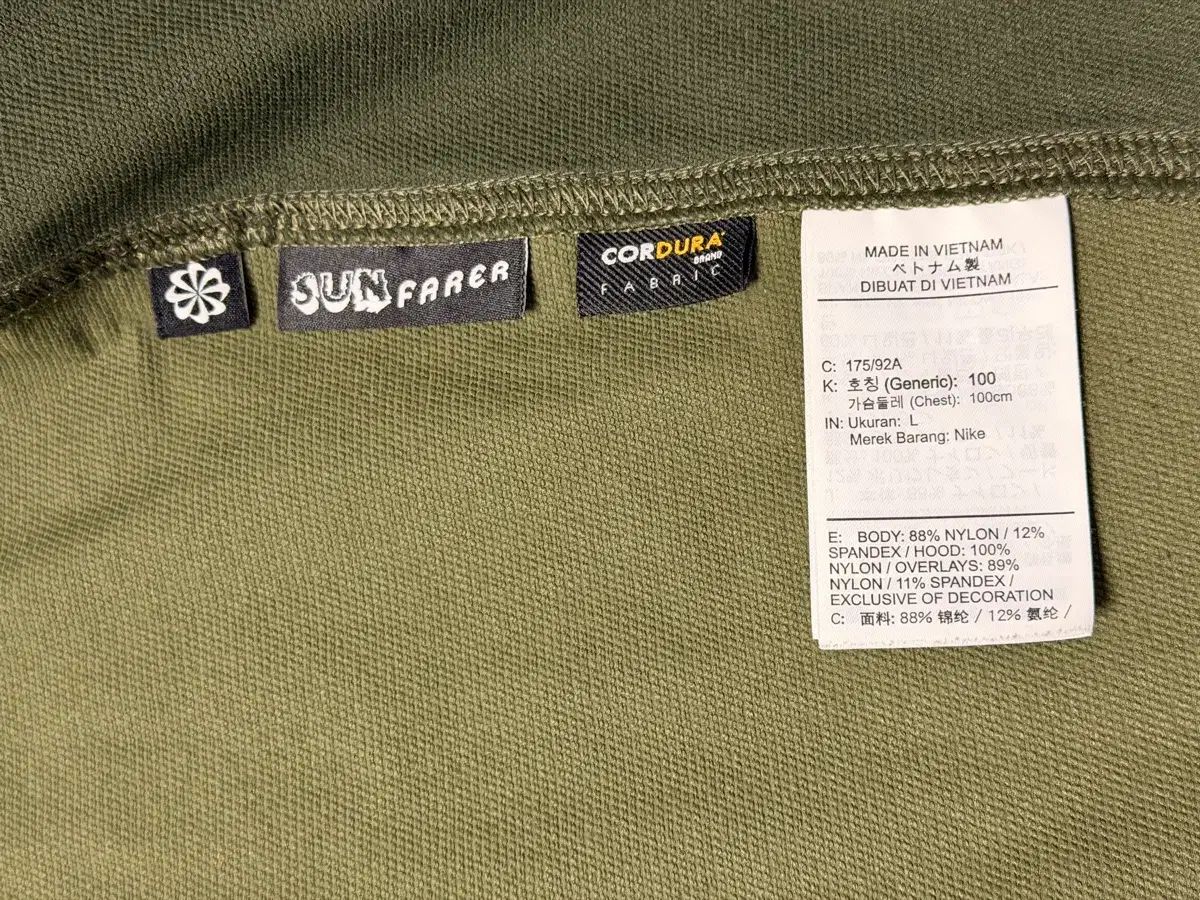 SUN FARER
CORDURA
BRAND
FABRIC
MADE IN VIETNAM
ベトナム製
DIBUAT DI VIETNAM
C: 175/92A
K: 호칭 (Generic): 100
가슴둘레 (Chest): 100cm
IN: Ukuran: L
Merek Barang: Nike
E: BODY: 88% NYLON / 12%
SPANDEX / HOOD: 100%
NYLON / OVERLAYS: 89%
NYLON / 11% SPANDEX /
EXCLUSIVE OF DECORATION
C: 面料: 88% 锦纶 / 12% 氨纶 /